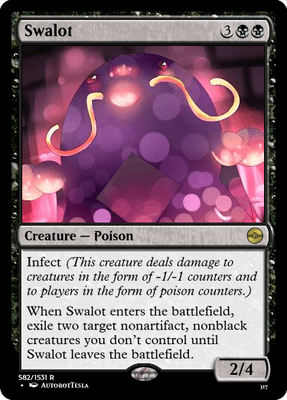 Swalot 3
Creature — Poison
Infect (This creature deals damage to
creatures in the form of -1/-1 counters and
to players in the form of poison counters.)
When Swalot enters the battlefield,
exile two target nonartifact, nonblack
creatures you don't control until
Swalot leaves the battlefield.
2/4
582/1531 R
• AutobotTesla